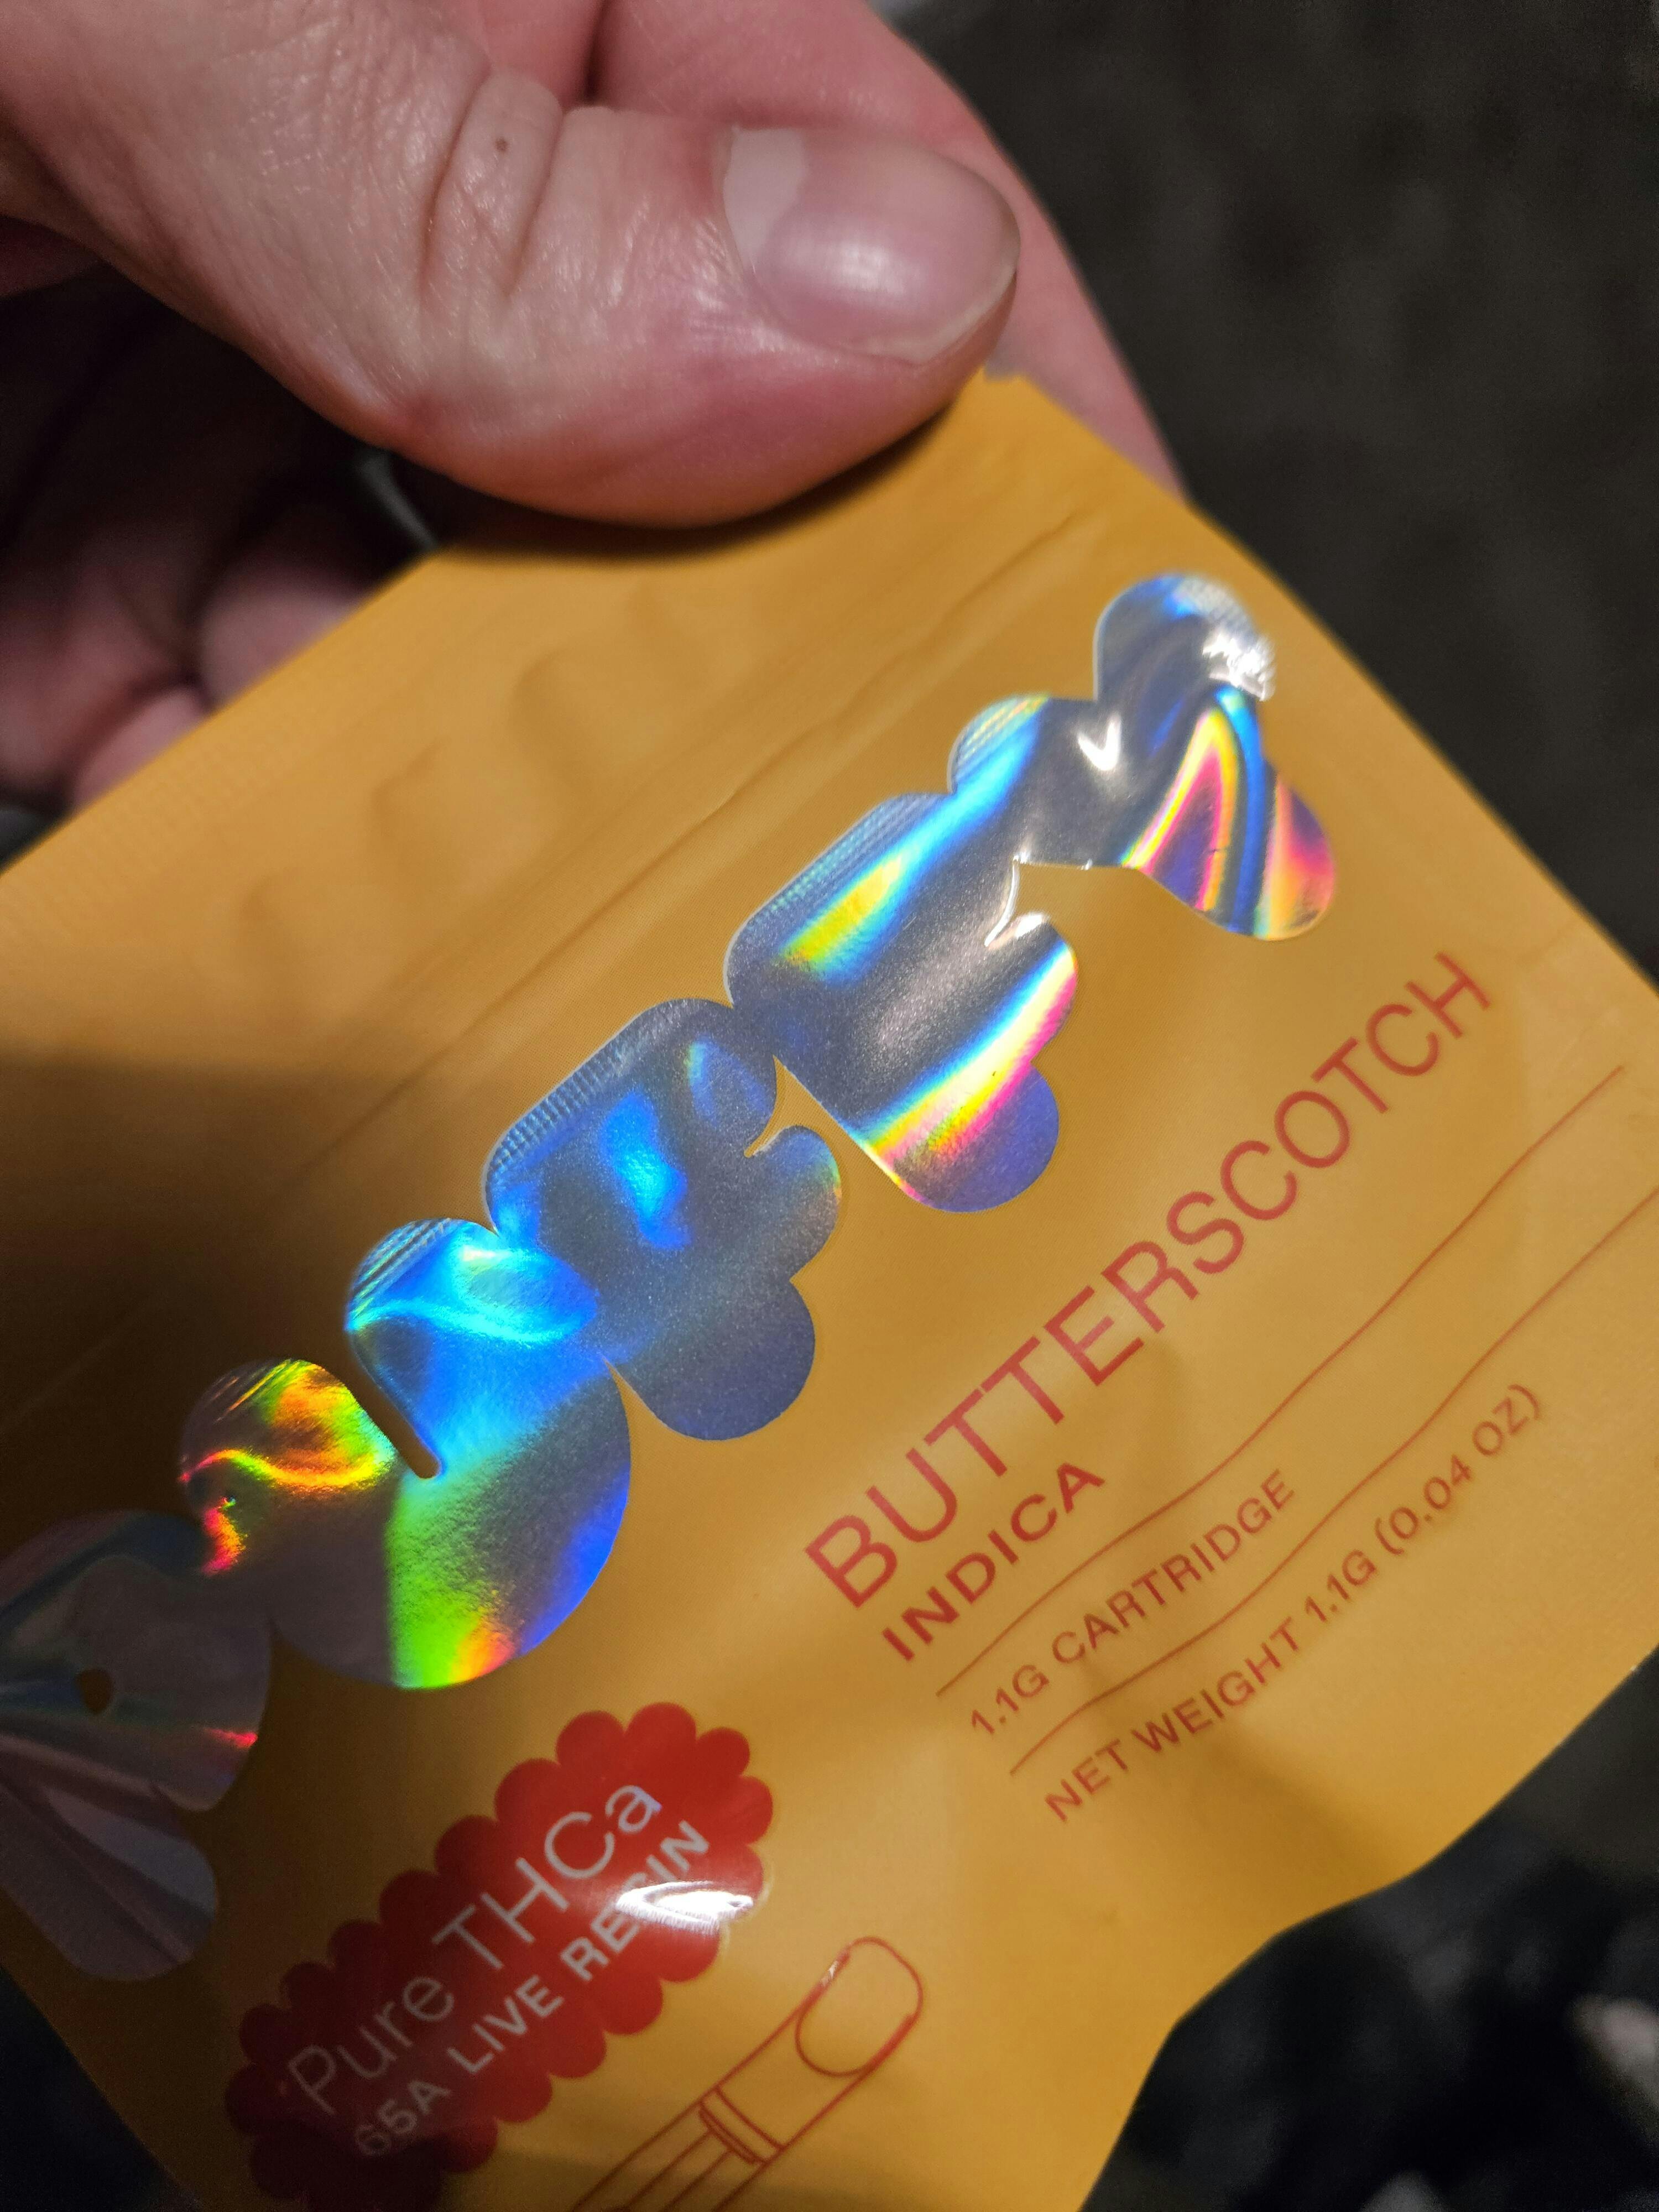 BUTTERSCOTCH
INDICA
1.1G CARTRIDGE
NET WEIGHT 1.1G (0.04 OZ)
Pure THCa
65A LIVE RESIN